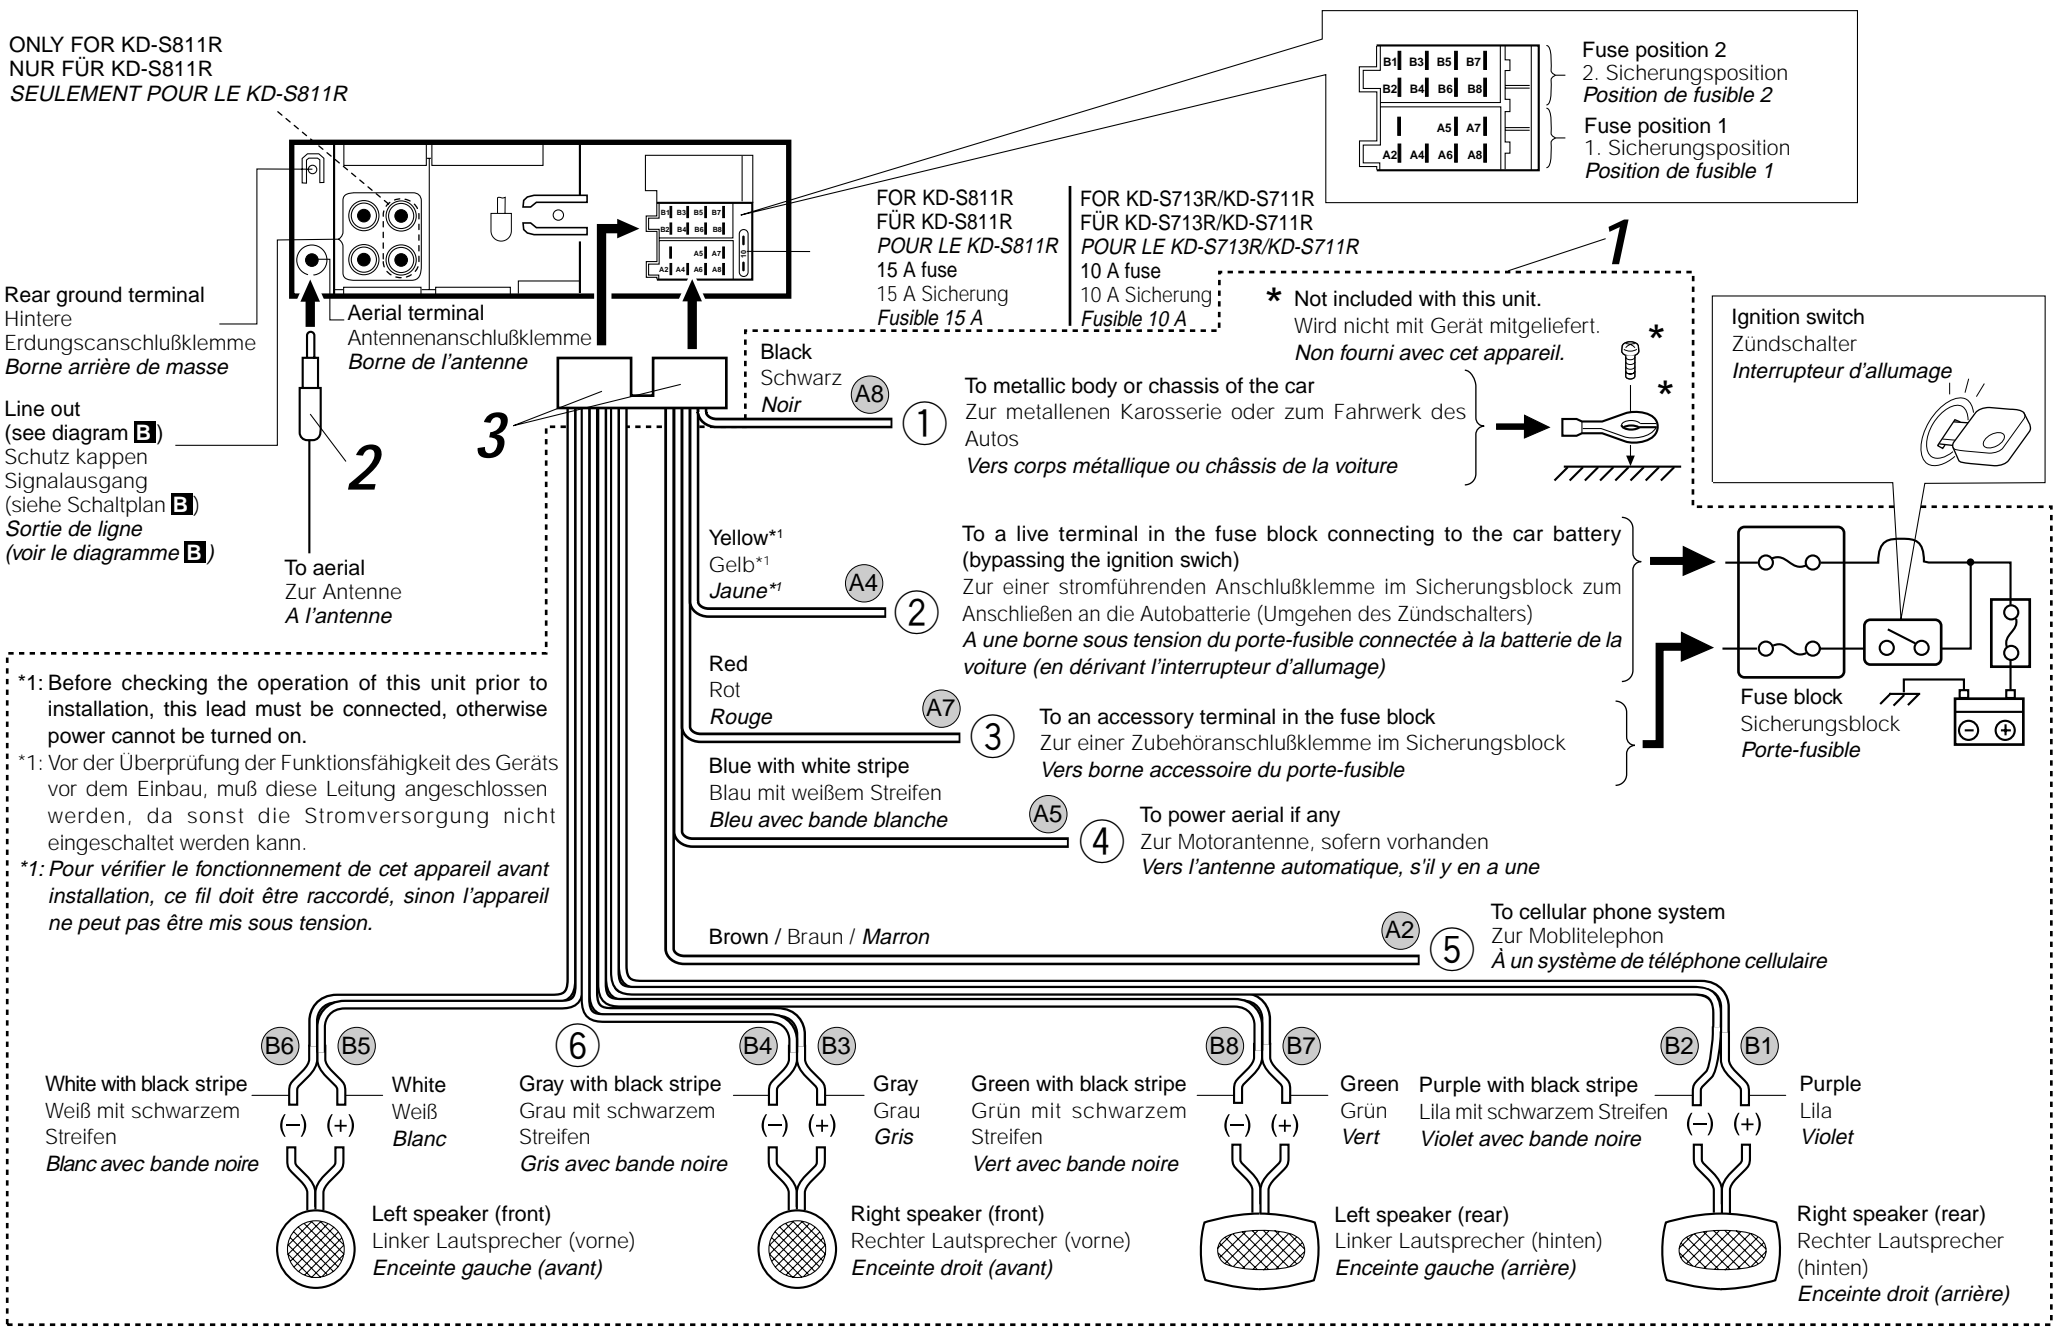 ONLY FOR KD-S811R
NUR FÜR KD-S811R
SEULEMENT POUR LE KD-S811R
B1 B3 B5 B7
B2 B4 B6 B8
A5 A7
A2 A4 A6 A8
Fuse position 2
2. Sicherungsposition
Position de fusible 2
Fuse position 1
1. Sicherungsposition
Position de fusible 1
B1 B3 B5 B7
B2 B4 B6 B8
A5 A7
A2 A4 A6 A8
10
FOR KD-S811R
FÜR KD-S811R
POUR LE KD-S811R
15 A fuse
15 A Sicherung
Fusible 15 A
FOR KD-S713R/KD-S711R
FÜR KD-S713R/KD-S711R
POUR LE KD-S713R/KD-S711R
10 A fuse
10 A Sicherung
Fusible 10 A
1
Rear ground terminal
Hintere
Erdungscanschlußklemme
Borne arrière de masse
Aerial terminal
Antennenanschlußklemme
Borne de l'antenne
Line out
(see diagram B)
Schutz kappen
Signalausgang
(siehe Schaltplan B)
Sortie de ligne
(voir le diagramme B)
2
3
To aerial
Zur Antenne
A l'antenne
* Not included with this unit.
Wird nicht mit Gerät mitgeliefert.
Non fourni avec cet appareil.
*
*
Ignition switch
Zündschalter
Interrupteur d'allumage
Black
Schwarz
Noir
A8
1
To metallic body or chassis of the car
Zur metallenen Karosserie oder zum Fahrwerk des
Autos
Vers corps métallique ou châsis de la voiture
Yellow*1
Gelb*1
Jaune*1
A4
2
To a live terminal in the fuse block connecting to the car battery
(bypassing the ignition swich)
Zur einer stromführenden Anschlußklemme im Sicherungsblock zum
Anschließen an die Autobatterie (Umgehen des Zündschalters)
A une borne sous tension du porte-fusible connectée à la batterie de la
voiture (en dérivant l'interrupteur d'allumage)
Red
Rot
Rouge
A7
3
To an accessory terminal in the fuse block
Zur einer Zubehöranschlußklemme im Sicherungsblock
Vers borne accessoire du porte-fusible
Fuse block
Sicherungsblock
Porte-fusible
Blue with white stripe
Blau mit weißem Streifen
Bleu avec bande blanche
A5
4
To power aerial if any
Zur Motorantenne, sofern vorhanden
Vers l'antenne automatique, s'il y en a une
Brown / Braun / Marron
A2
5
To cellular phone system
Zur Moblitelephon
À un système de téléphone cellulaire
*1: Before checking the operation of this unit prior to
installation, this lead must be connected, otherwise
power cannot be turned on.
*1: Vor der Überprüfung der Funktionsfähigkeit des Geräts
vor dem Einbau, muß diese Leitung angeschlossen
werden, da sonst die Stromversorgung nicht
eingeschaltet werden kann.
*1: Pour vérifier le fonctionnement de cet appareil avant
installation, ce fil doit être raccordé, sinon l'appareil
ne peut pas être mis sous tension.
B6
B5
6
B4
B3
B8
B7
B2
B1
White with black stripe
Weiß mit schwarzem
Streifen
Blanc avec bande noire
(–) (+)
White
Weiß
Blanc
Gray with black stripe
Grau mit schwarzem
Streifen
Gris avec bande noire
(–) (+)
Gray
Grau
Gris
Green with black stripe
Grün mit schwarzem
Streifen
Vert avec bande noire
(–) (+)
Green
Grün
Vert
Purple with black stripe
Lila mit schwarzem Streifen
Violet avec bande noire
(–) (+)
Purple
Lila
Violet
Left speaker (front)
Linker Lautsprecher (vorne)
Enceinte gauche (avant)
Right speaker (front)
Rechter Lautsprecher (vorne)
Enceinte droit (avant)
Left speaker (rear)
Linker Lautsprecher (hinten)
Enceinte gauche (arrière)
Right speaker (rear)
Rechter Lautsprecher
(hinten)
Enceinte droit (arrière)